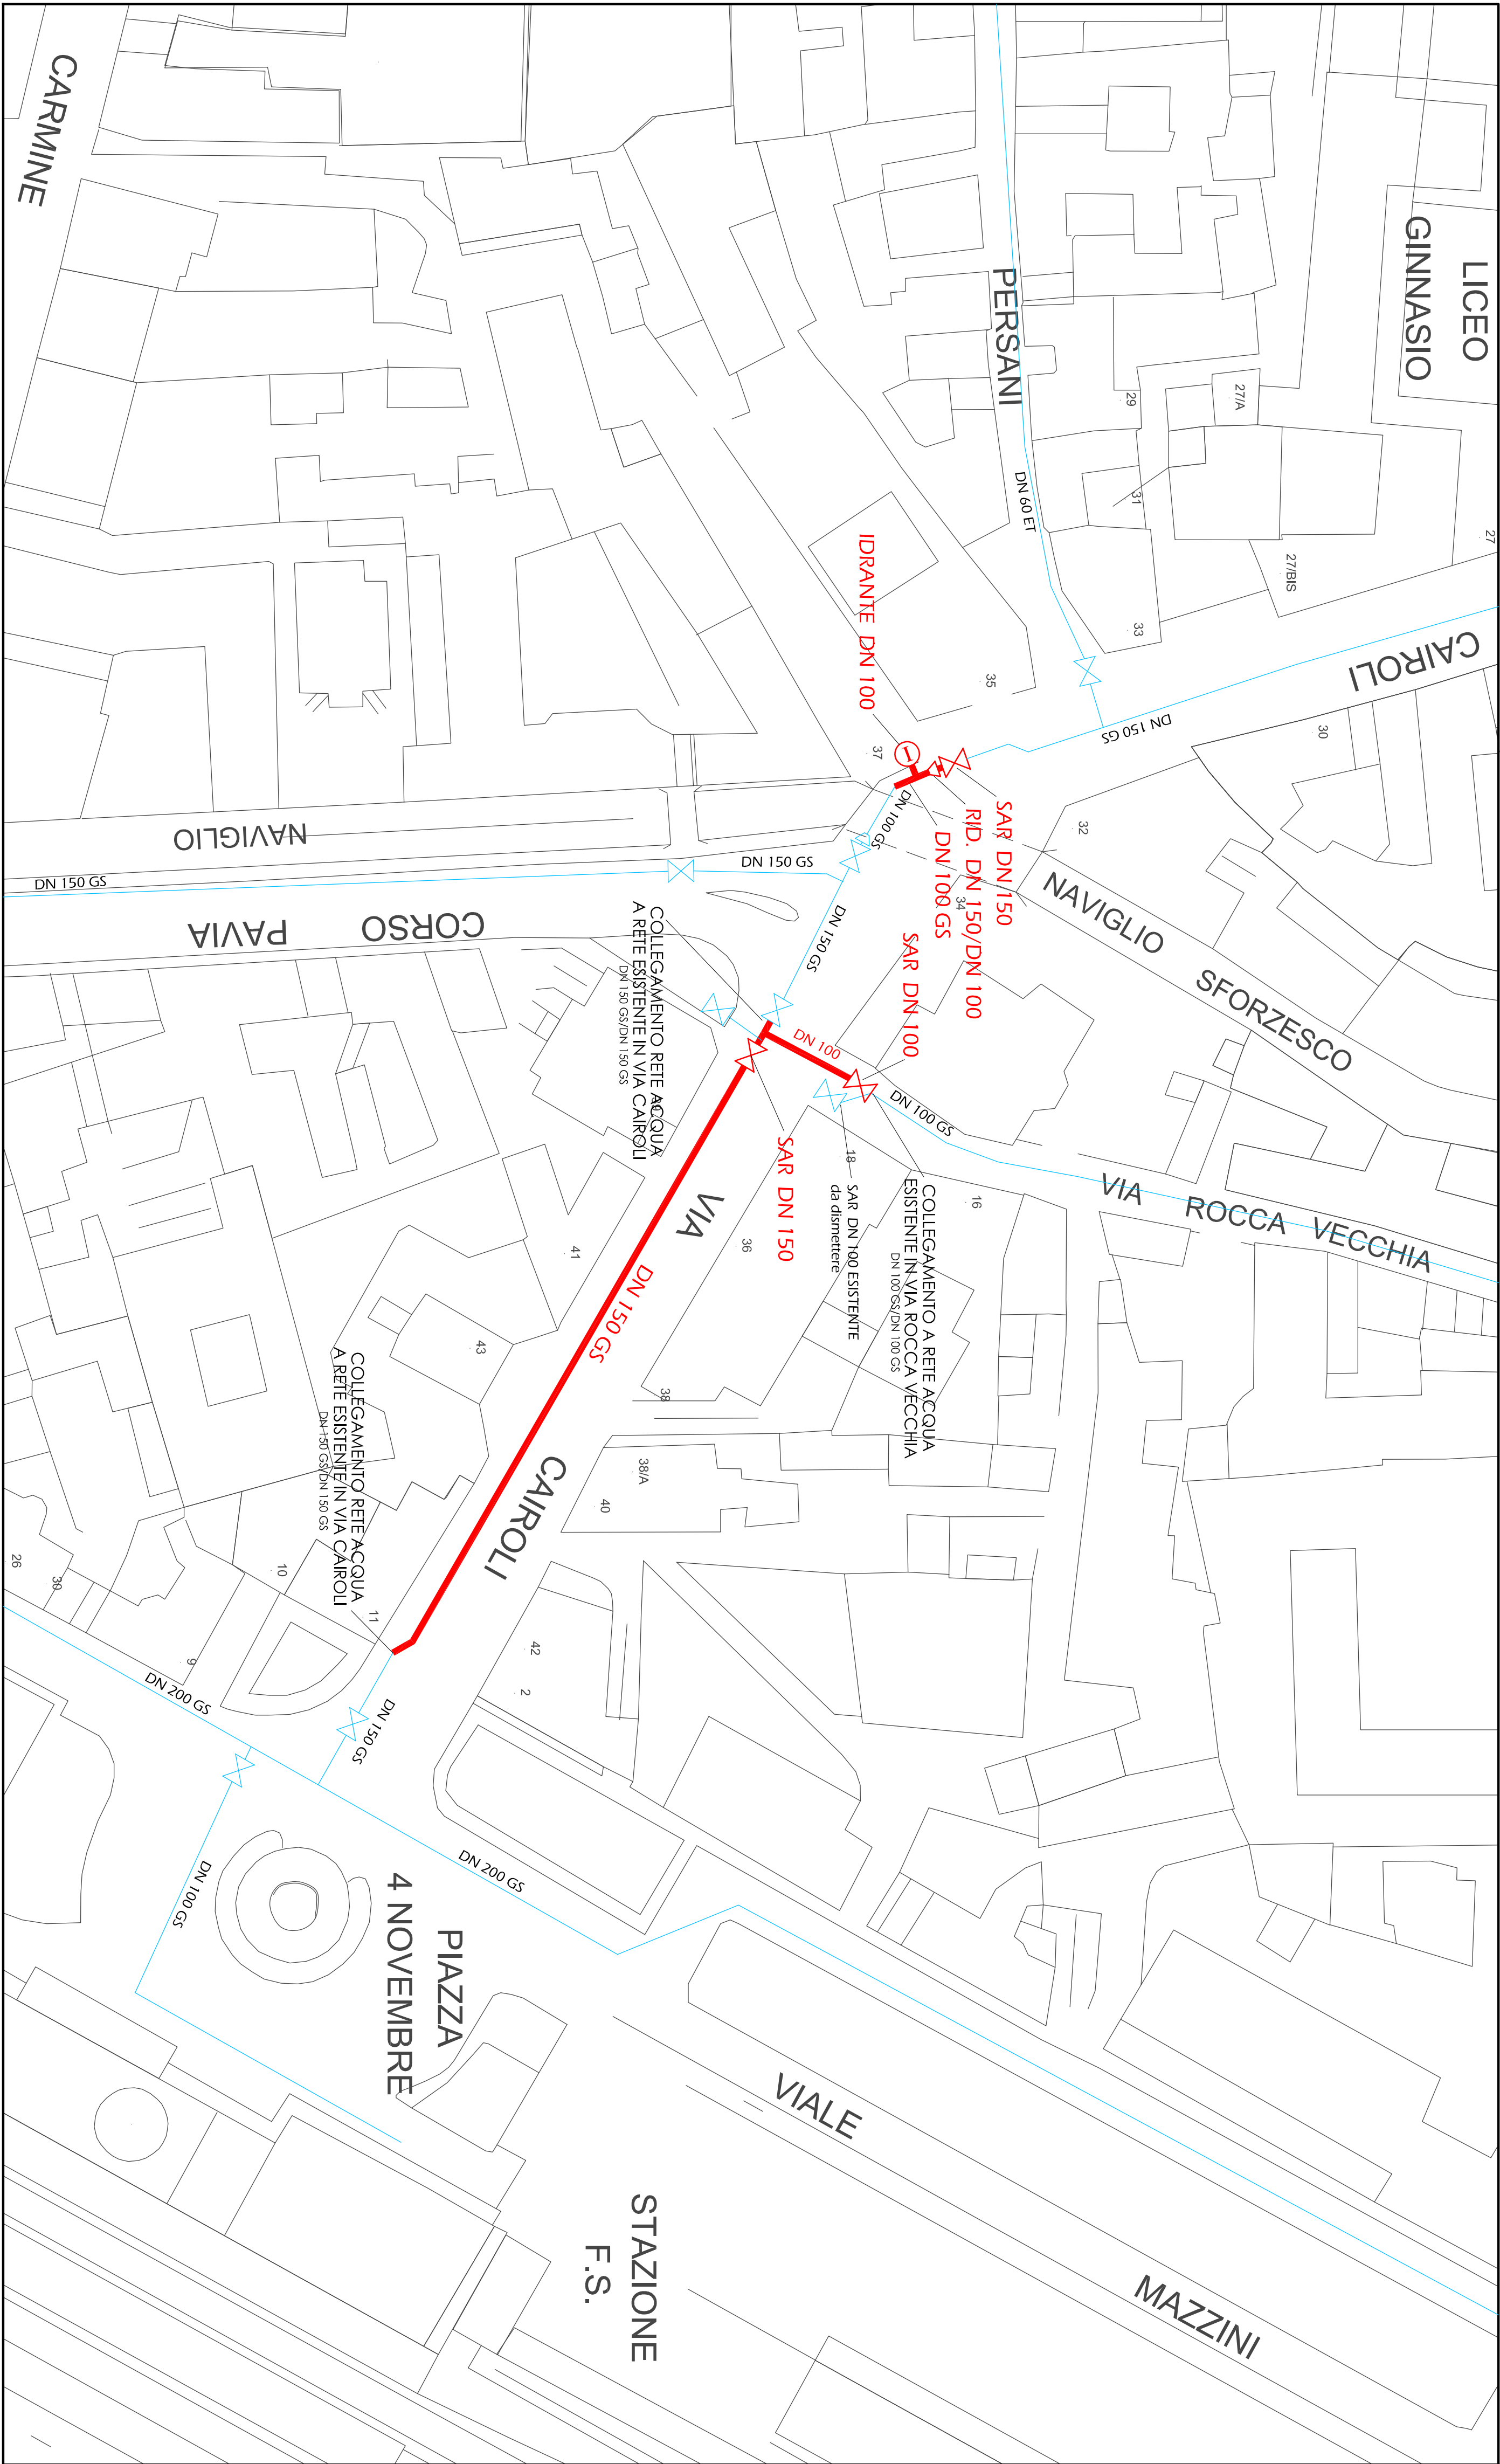 CARMINE
LICEO
GINNASIO
PERSANI
29
27/A
31
27
27/BIS
33
DN 60 ET
IDRANTE DN 100
35
CAIROLI
DN 150 GS
30
37
I
SAR DN 150
RID. DN 150/DN 100
DN 100 GS
32
34
DN 100 GS
NAVIGLIO
DN 150 GS
DN 150 GS
NAVIGLIO SFORZESCO
CORSO PAVIA
DN 150 GS
COLLEGAMENTO RETE ACQUA
A RETE ESISTENTE IN VIA CAIROLI
DN 150 GS/DN 150 GS
SAR DN 100
DN 100
DN 100 GS
SAR DN 150
18
SAR DN 100 ESISTENTE
da dismettere
16
COLLEGAMENTO A RETE ACQUA
ESISTENTE IN VIA ROCCA VECCHIA
DN 100 GS/DN 100 GS
VIA ROCCA VECCHIA
VIA CAIROLI
36
41
DN 150 GS
43
38
38/A
40
COLLEGAMENTO RETE ACQUA
A RETE ESISTENTE IN VIA CAIROLI
DN 150 GS/DN 150 GS
26
30
10
11
9
42
2
DN 200 GS
DN 150 GS
DN 100 GS
DN 200 GS
PIAZZA
4 NOVEMBRE
VIALE MAZZINI
STAZIONE
F.S.